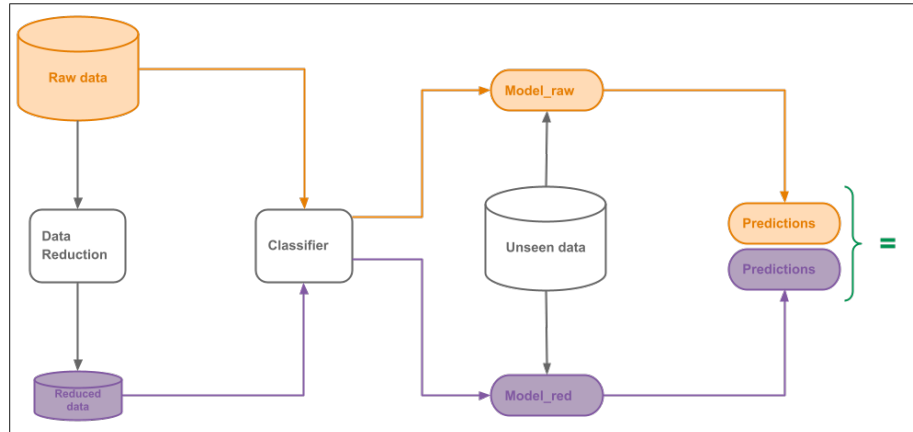 Raw data
Model_raw
Data
Reduction
Classifier
Unseen data
Predictions
Predictions
=
Reduced
data
Model_red